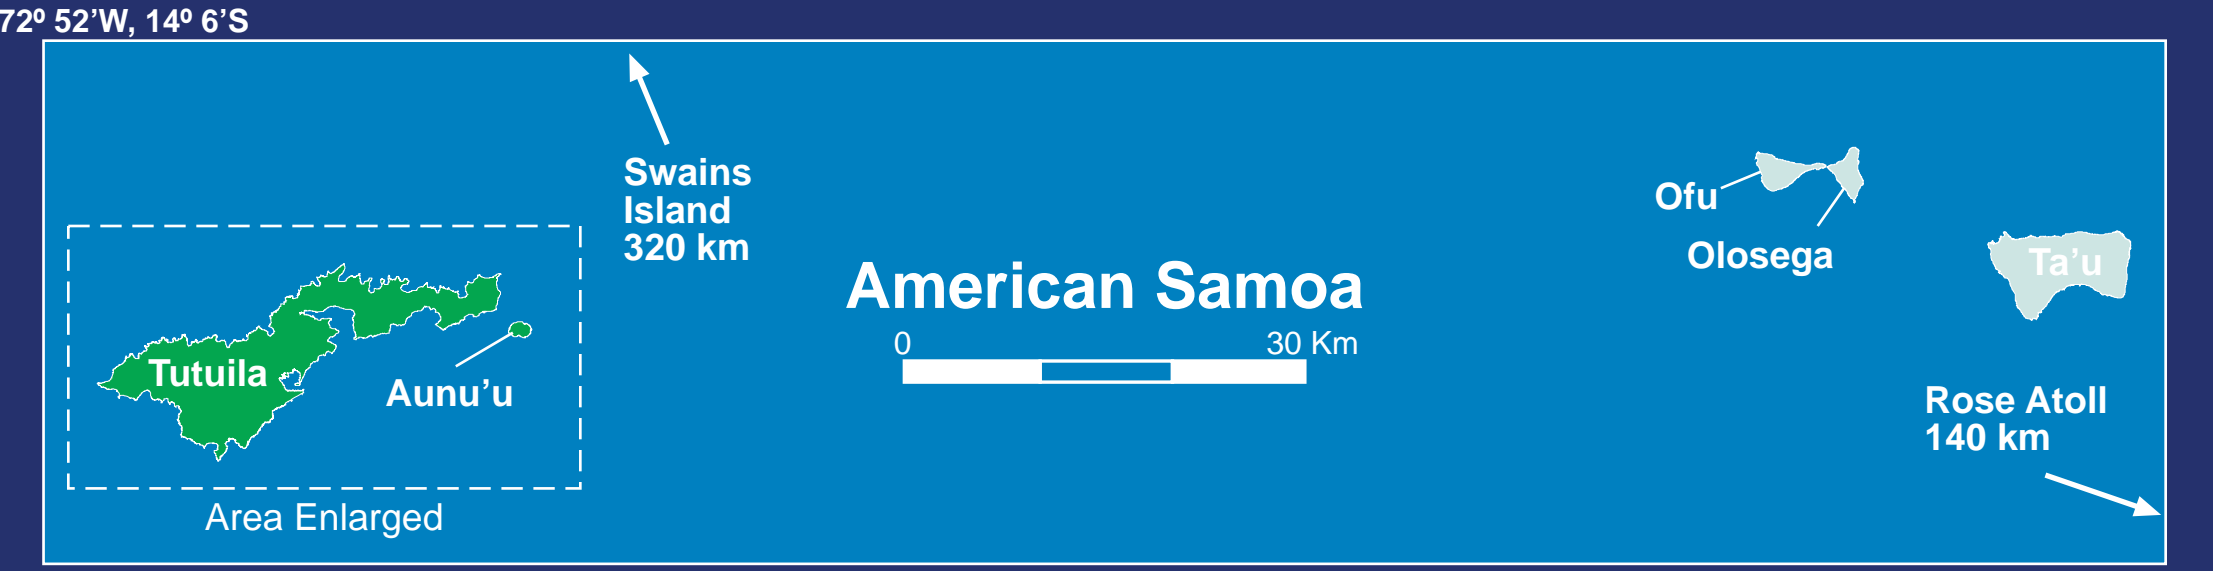 72º 52’W, 14º 6’S
Swains
Island
320 km
Ofu
Olosega
Ta’u
American Samoa
0 30 Km
Tutuila
Aunu’u
Rose Atoll
140 km
Area Enlarged